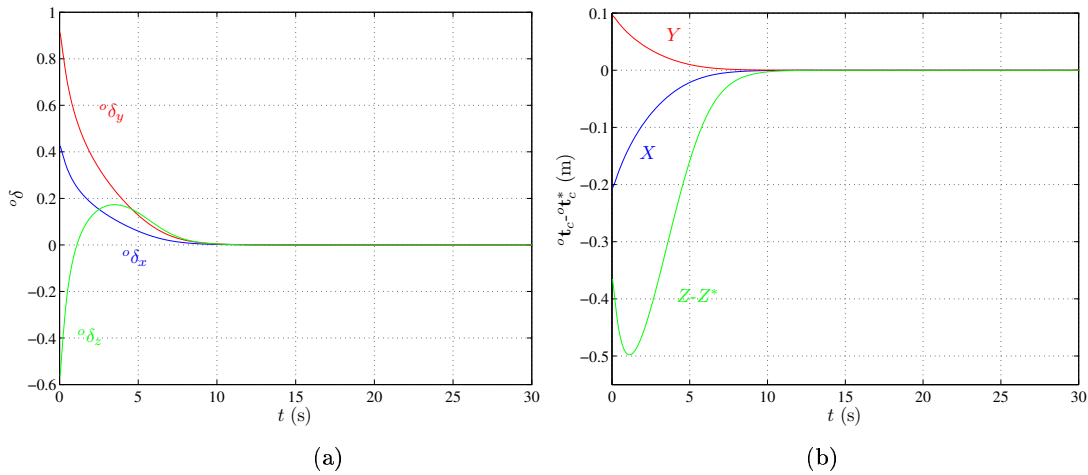 1
0.8
0.6
0.4
0.2
0
−0.2
−0.4
−0.6
ᵒδ
ᵒδ_y
ᵒδ_x
ᵒδ_z
0 5 10 15 20 25 30
t (s)
(a)
0.1
0
−0.1
−0.2
−0.3
−0.4
−0.5
ᵒt_c-ᵒt_c^* (m)
Y
X
Z-Z^*
0 5 10 15 20 25 30
t (s)
(b)